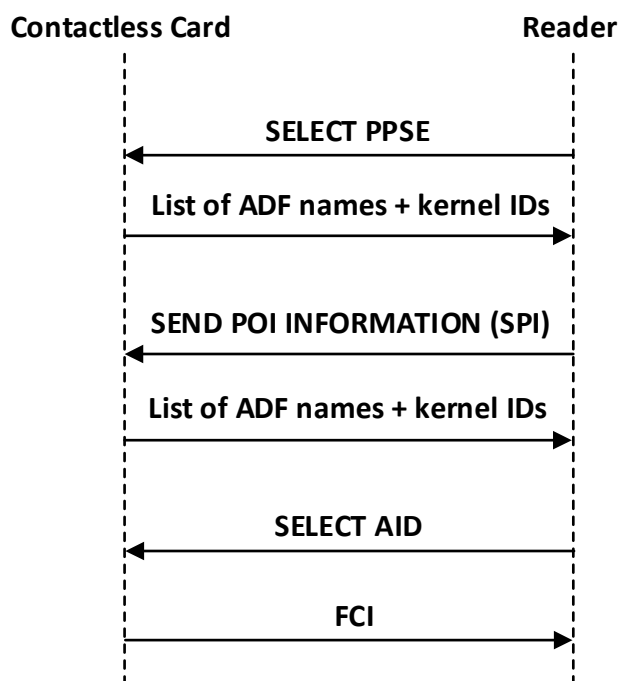 Contactless Card
Reader
SELECT PPSE
List of ADF names + kernel IDs
SEND POI INFORMATION (SPI)
List of ADF names + kernel IDs
SELECT AID
FCI